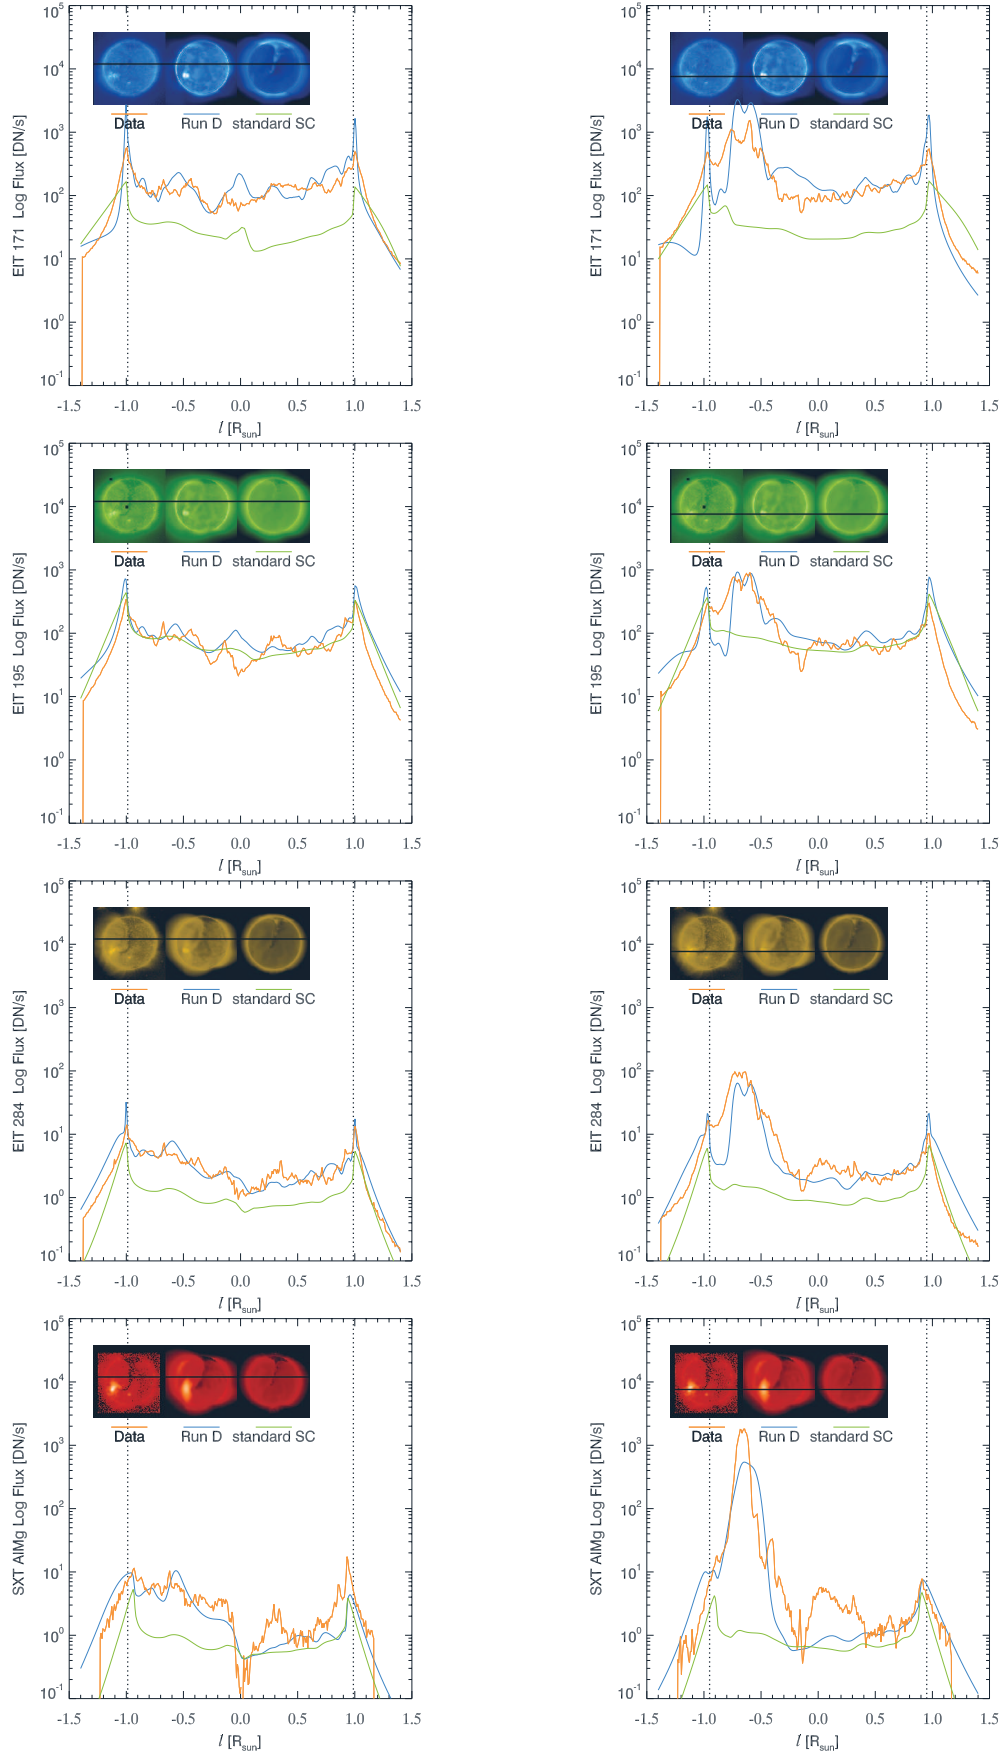 10^5 10^5
10^4 10^4
Data Run D standard SC Data Run D standard SC
10^3 10^3
10^2 10^2
10^1 10^1
10^0 10^0
10^-1 10^-1
EIT 171 Log Flux [DN/s] EIT 171 Log Flux [DN/s]
-1.5 -1.0 -0.5 0.0 0.5 1.0 1.5 -1.5 -1.0 -0.5 0.0 0.5 1.0 1.5
l [R_sun] l [R_sun]
10^5 10^5
10^4 10^4
Data Run D standard SC Data Run D standard SC
10^3 10^3
10^2 10^2
10^1 10^1
10^0 10^0
10^-1 10^-1
EIT 195 Log Flux [DN/s] EIT 195 Log Flux [DN/s]
-1.5 -1.0 -0.5 0.0 0.5 1.0 1.5 -1.5 -1.0 -0.5 0.0 0.5 1.0 1.5
l [R_sun] l [R_sun]
10^5 10^5
10^4 10^4
Data Run D standard SC Data Run D standard SC
10^3 10^3
10^2 10^2
10^1 10^1
10^0 10^0
10^-1 10^-1
EIT 284 Log Flux [DN/s] EIT 284 Log Flux [DN/s]
-1.5 -1.0 -0.5 0.0 0.5 1.0 1.5 -1.5 -1.0 -0.5 0.0 0.5 1.0 1.5
l [R_sun] l [R_sun]
10^5 10^5
10^4 10^4
Data Run D standard SC Data Run D standard SC
10^3 10^3
10^2 10^2
10^1 10^1
10^0 10^0
10^-1 10^-1
SXT AlMg Log Flux [DN/s] SXT AlMg Log Flux [DN/s]
-1.5 -1.0 -0.5 0.0 0.5 1.0 1.5 -1.5 -1.0 -0.5 0.0 0.5 1.0 1.5
l [R_sun] l [R_sun]